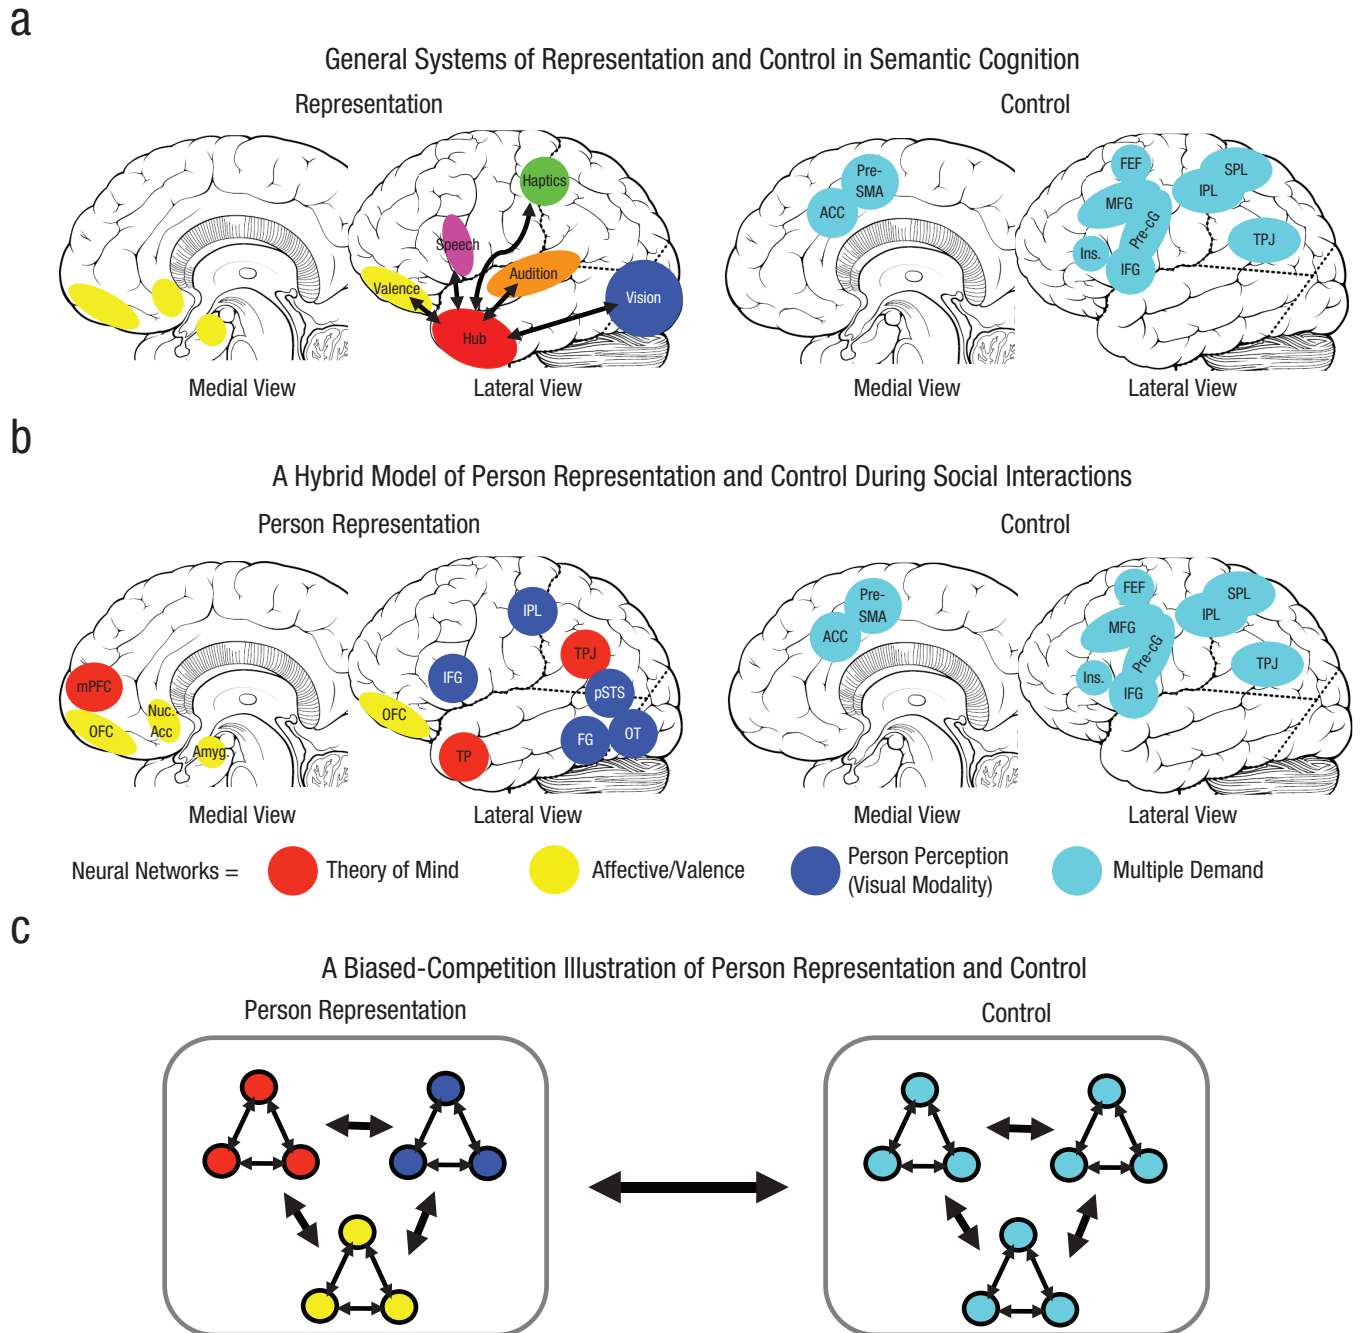 a
General Systems of Representation and Control in Semantic Cognition
Representation
Control
Haptics
Speech
Audition
Valence
Vision
Hub
Pre-
SMA
ACC
FEF
SPL
IPL
MFG
Pre-cG
TPJ
Ins.
IFG
Medial View
Lateral View
Medial View
Lateral View
b
A Hybrid Model of Person Representation and Control During Social Interactions
Person Representation
Control
mPFC
OFC
Nuc.
Acc
Amyg.
IPL
TPJ
IFG
pSTS
OFC
FG
OT
TP
Pre-
SMA
ACC
FEF
SPL
IPL
MFG
Pre-cG
TPJ
Ins.
IFG
Medial View
Lateral View
Medial View
Lateral View
Neural Networks =
Theory of Mind
Affective/Valence
Person Perception
(Visual Modality)
Multiple Demand
c
A Biased-Competition Illustration of Person Representation and Control
Person Representation
Control